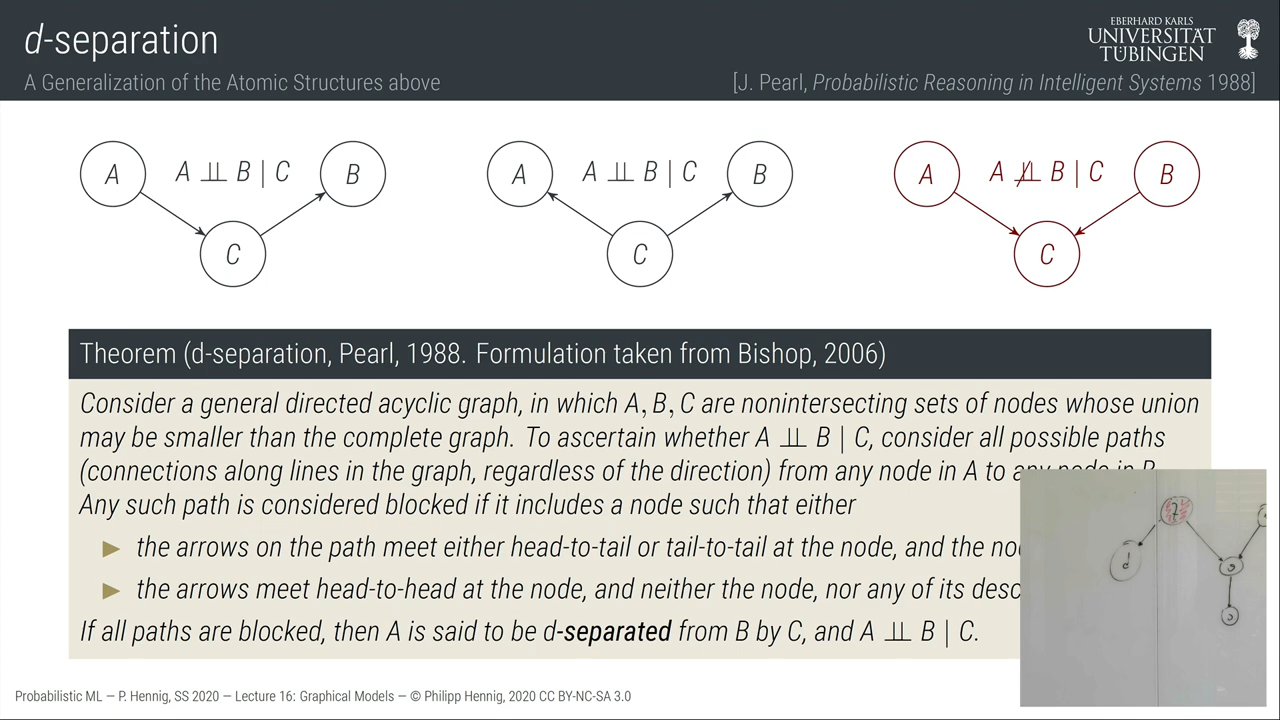 d-separation
EBERHARD KARLS
UNIVERSITÄT
TÜBINGEN
A Generalization of the Atomic Structures above
[J. Pearl, Probabilistic Reasoning in Intelligent Systems 1988]
A A ⊥⊥ B | C B
C
A A ⊥⊥ B | C B
C
A A ⊥̸⊥ B | C B
C
Theorem (d-separation, Pearl, 1988. Formulation taken from Bishop, 2006)
Consider a general directed acyclic graph, in which A, B, C are nonintersecting sets of nodes whose union
may be smaller than the complete graph. To ascertain whether A ⊥⊥ B | C, consider all possible paths
(connections along lines in the graph, regardless of the direction) from any node in A to any node in B.
Any such path is considered blocked if it includes a node such that either
▶ the arrows on the path meet either head-to-tail or tail-to-tail at the node, and the
▶ the arrows meet head-to-head at the node, and neither the node, nor any of its
If all paths are blocked, then A is said to be d-separated from B by C, and A ⊥⊥ B | C.
d
Probabilistic ML — P. Hennig, SS 2020 — Lecture 16: Graphical Models — © Philipp Hennig, 2020 CC BY-NC-SA 3.0